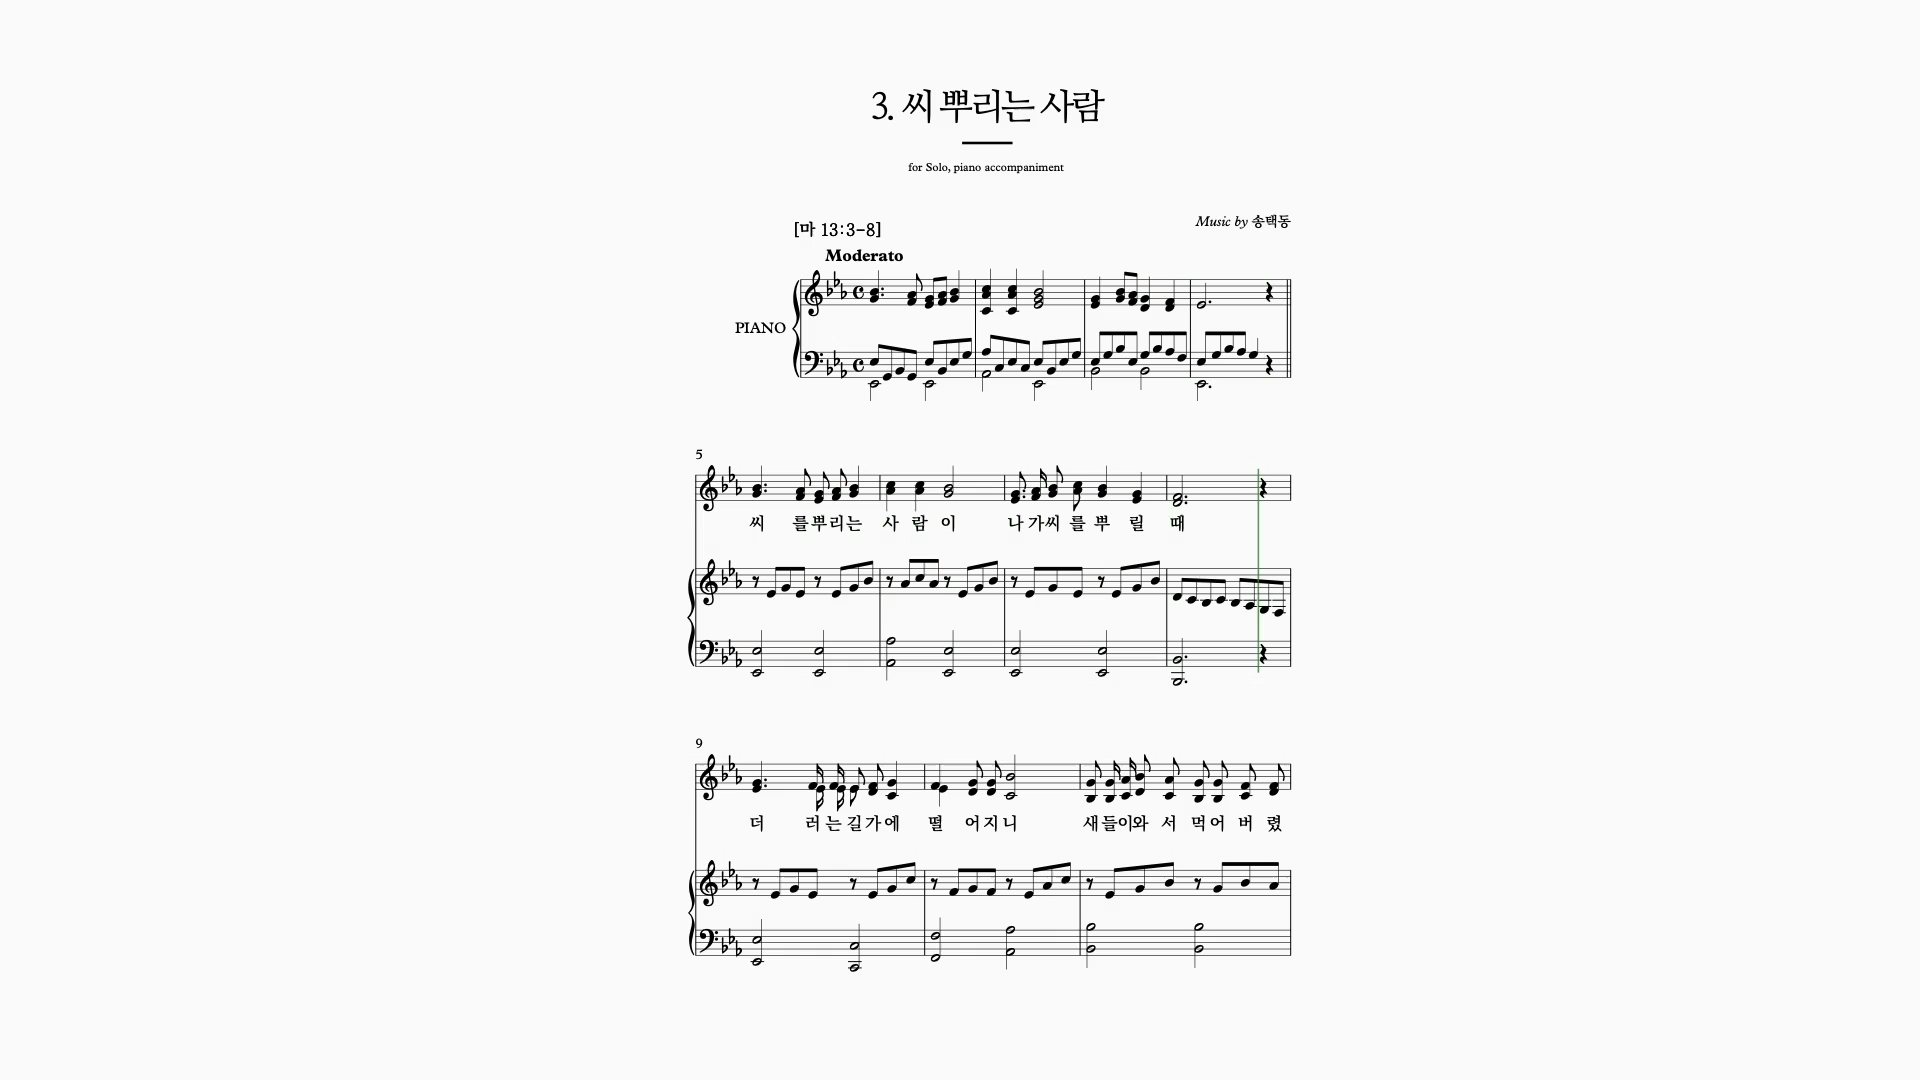 3. 씨 뿌리는 사람
for Solo, piano accompaniment
Music by 송택동
[마 13:3-8]
Moderato
PIANO
5
씨 를뿌리는 사 람 이 나 가씨 를 뿌 릴 때
9
더 러 는 길가에 떨 어지 니 새들이와 서 먹어 버 렸